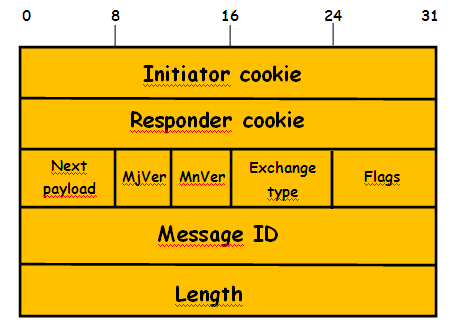 0 8 16 24 31
Initiator cookie
Responder cookie
Next
payload
MjVer
MnVer
Exchange
type
Flags
Message ID
Length